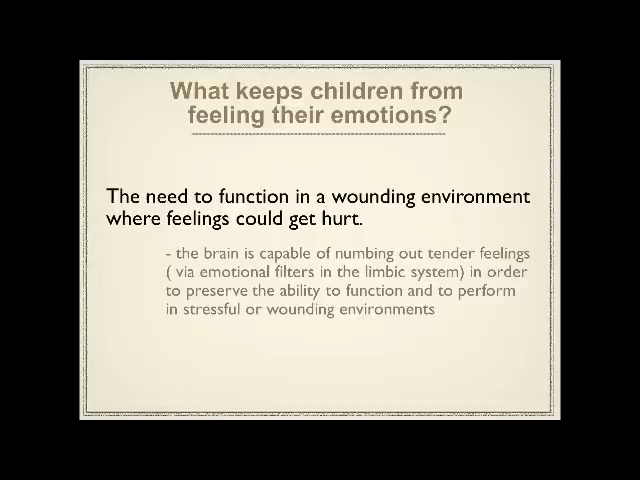 What keeps children from
feeling their emotions?
The need to function in a wounding environment
where feelings could get hurt.
- the brain is capable of numbing out tender feelings
( via emotional filters in the limbic system) in order
to preserve the ability to function and to perform
in stressful or wounding environments